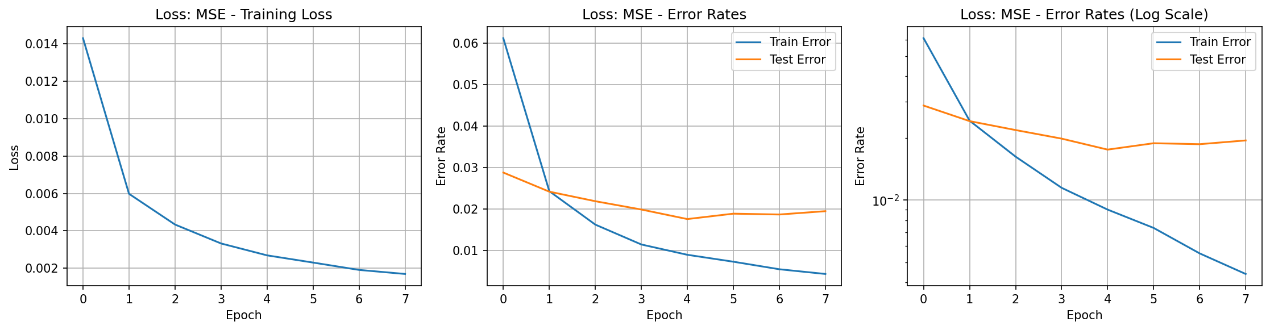 Loss: MSE - Training Loss
Loss
0.014
0.012
0.010
0.008
0.006
0.004
0.002
0 1 2 3 4 5 6 7
Epoch
Loss: MSE - Error Rates
Error Rate
0.06
0.05
0.04
0.03
0.02
0.01
Train Error
Test Error
0 1 2 3 4 5 6 7
Epoch
Loss: MSE - Error Rates (Log Scale)
Error Rate
10⁻²
Train Error
Test Error
0 1 2 3 4 5 6 7
Epoch